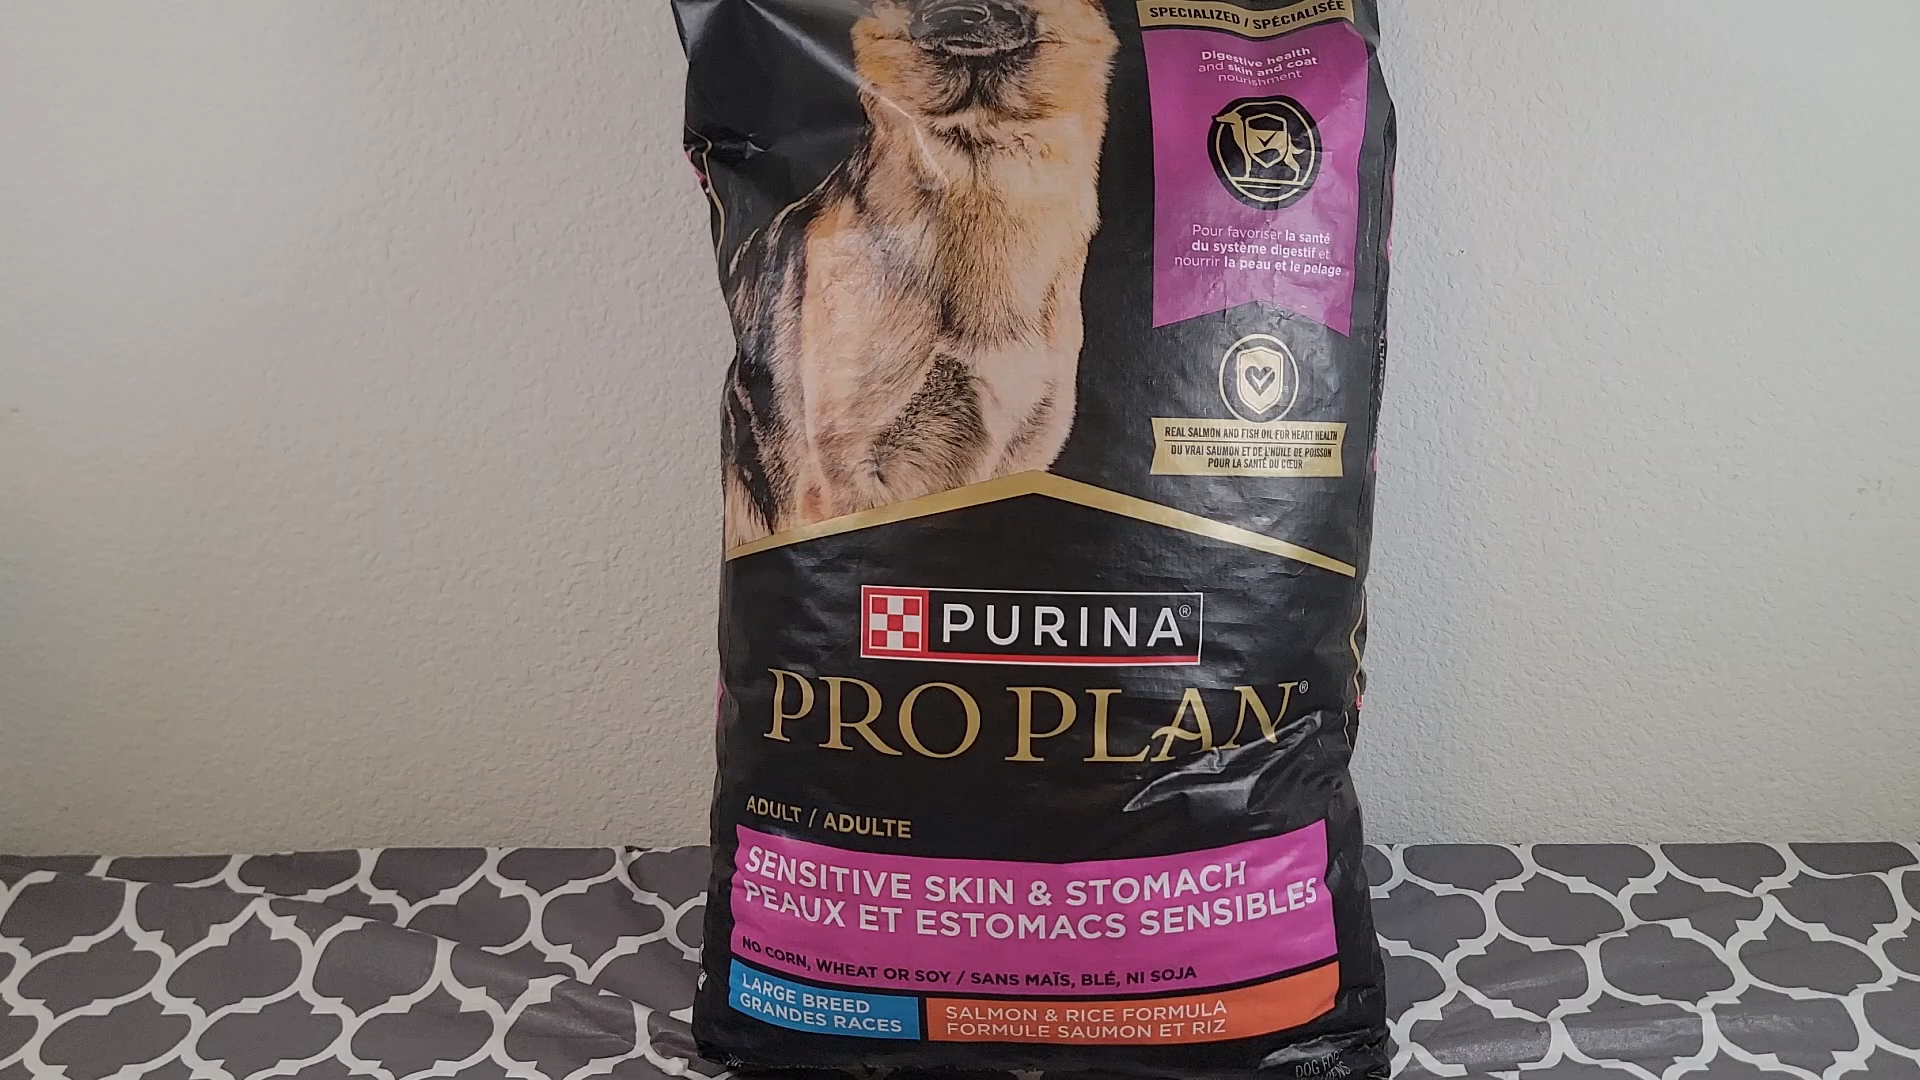 SPECIALIZED / SPÉCIALISÉE
Digestive health
and skin and coat
nourishment
Pour favoriser la santé
du système digestif et
nourrir la peau et le pelage
REAL SALMON AND FISH OIL FOR HEART HEALTH
DU VRAI SAUMON ET DE L'HUILE DE POISSON
POUR LA SANTÉ DU CŒUR
PURINA®
PRO PLAN®
ADULT / ADULTE
SENSITIVE SKIN & STOMACH
PEAUX ET ESTOMACS SENSIBLES
NO CORN, WHEAT OR SOY / SANS MAÏS, BLÉ, NI SOJA
LARGE BREED
GRANDES RACES
SALMON & RICE FORMULA
FORMULE SAUMON ET RIZ
DOG